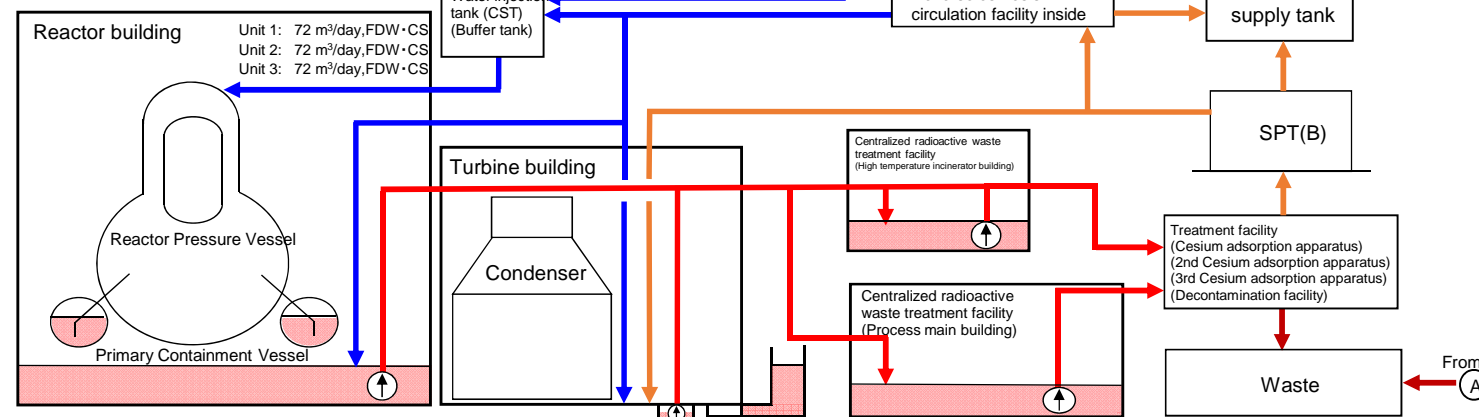 tank (CST)
(Buffer tank)
circulation facility inside
supply tank
Reactor building
Unit 1: 72 m³/day,FDW・CS
Unit 2: 72 m³/day,FDW・CS
Unit 3: 72 m³/day,FDW・CS
Turbine building
Centralized radioactive waste
treatment facility
(High temperature incinerator building)
SPT(B)
Reactor Pressure Vessel
Condenser
Treatment facility
(Cesium adsorption apparatus)
(2nd Cesium adsorption apparatus)
(3rd Cesium adsorption apparatus)
(Decontamination facility)
Centralized radioactive
waste treatment facility
(Process main building)
Primary Containment Vessel
Waste
From
A